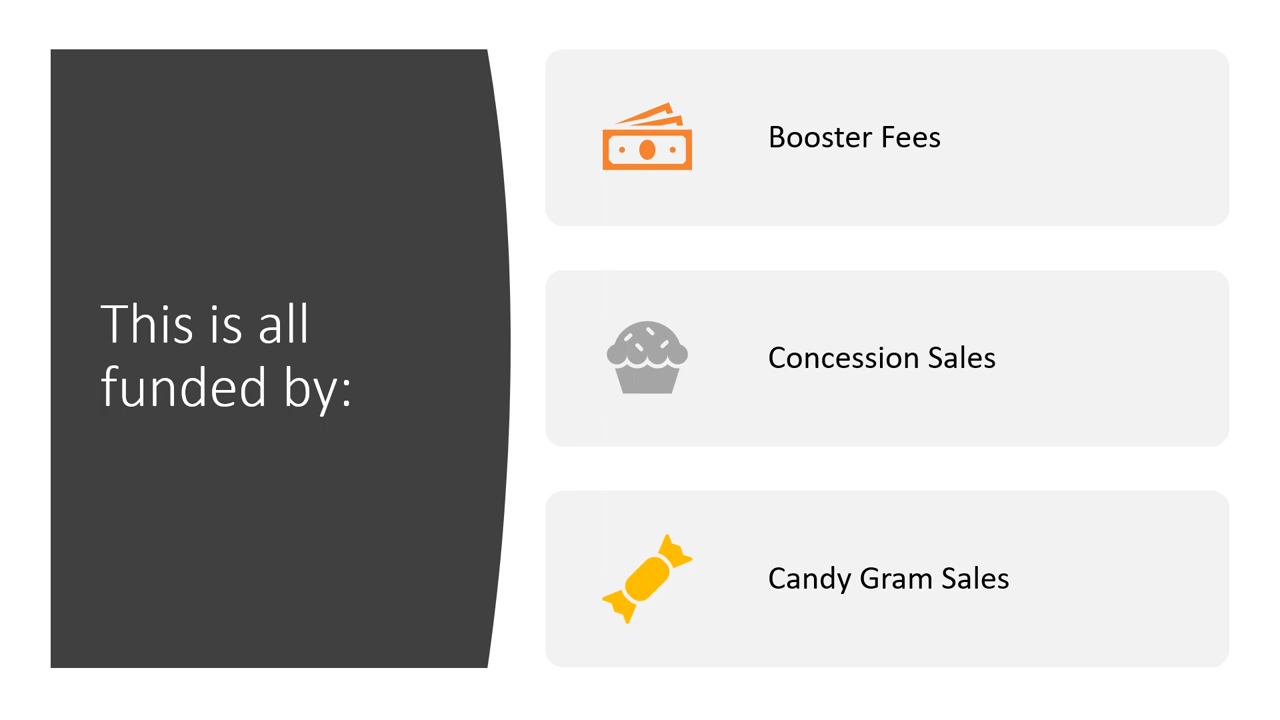 This is all
funded by:
Booster Fees
Concession Sales
Candy Gram Sales